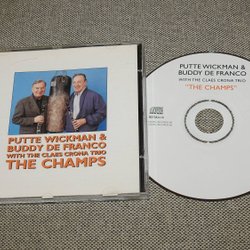 PUTTE WICKMAN &
BUDDY DE FRANCO
WITH THE CLAES CRONA TRIO
THE CHAMPS
PUTTE WICKMAN &
BUDDY DE FRANCO
WITH THE CLAES CRONA TRIO
"THE CHAMPS"